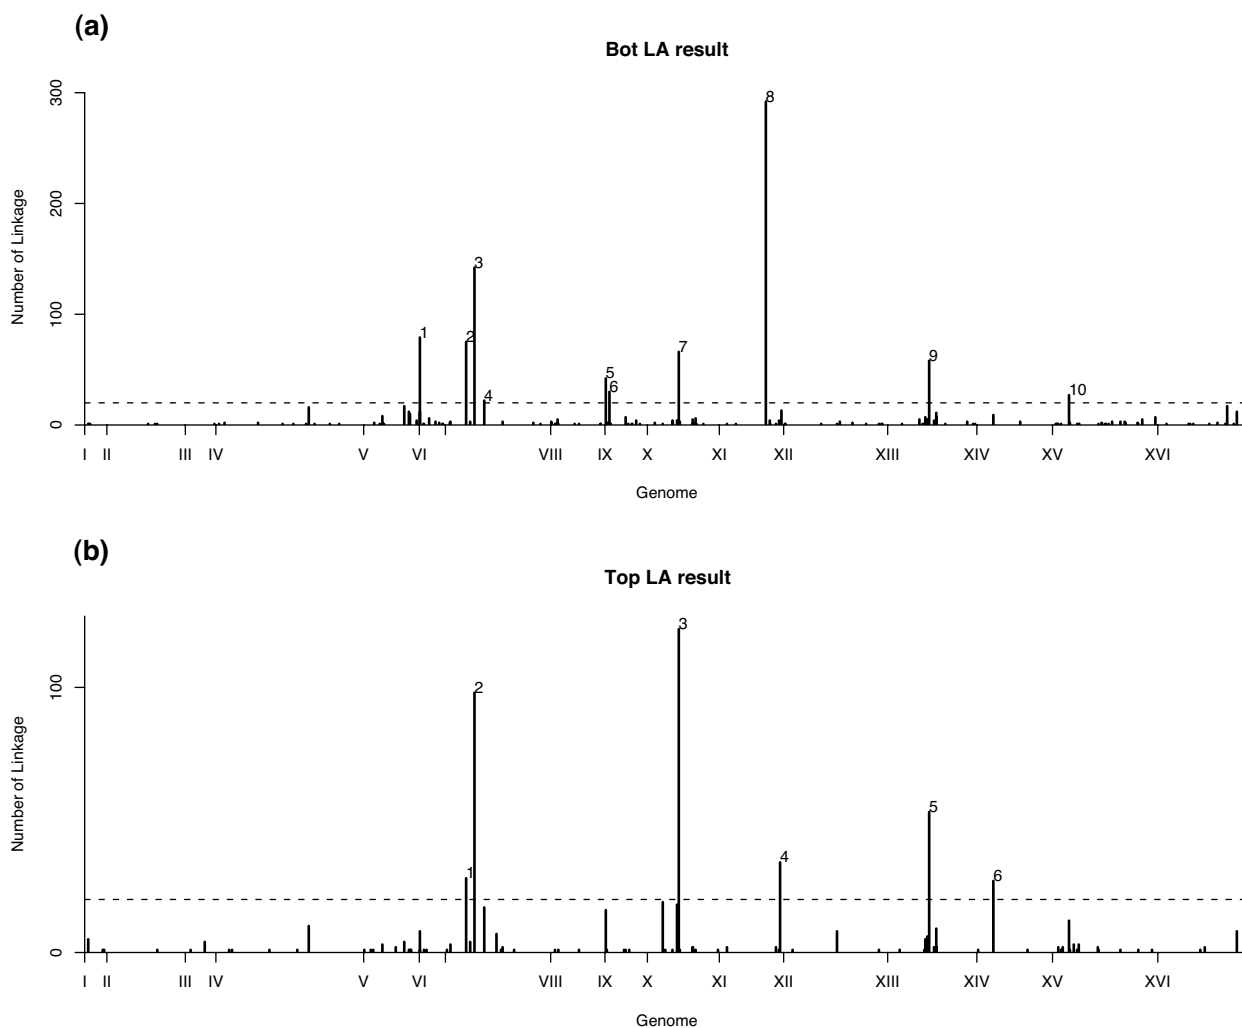 (a)
Bot LA result
Number of Linkage
300
200
100
0
1
2
3
4
5
6
7
8
9
10
I II III IV V VI VIII IX X XI XII XIII XIV XV XVI
Genome
(b)
Top LA result
Number of Linkage
100
0
1
2
3
4
5
6
I II III IV V VI VIII IX X XI XII XIII XIV XV XVI
Genome